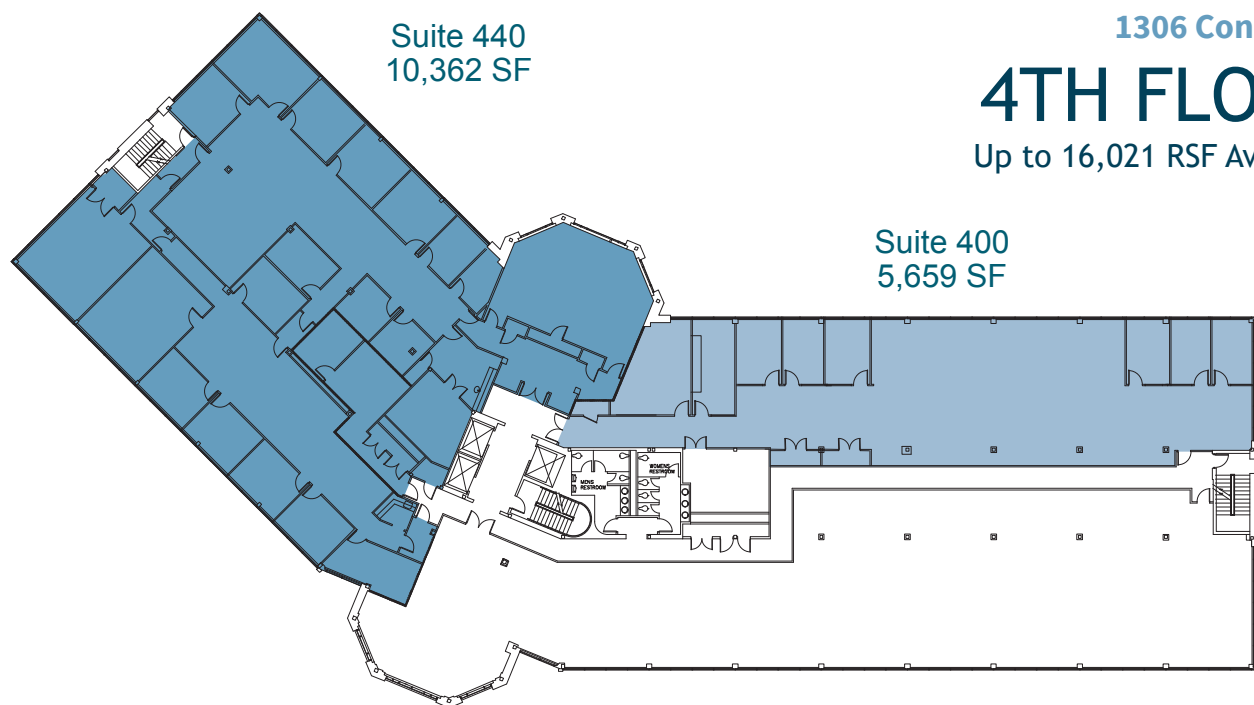 Suite 440
10,362 SF
1306 Con
4TH FLO
Up to 16,021 RSF Av
Suite 400
5,659 SF
MENS
RESTROOM
WOMENS
RESTROOM